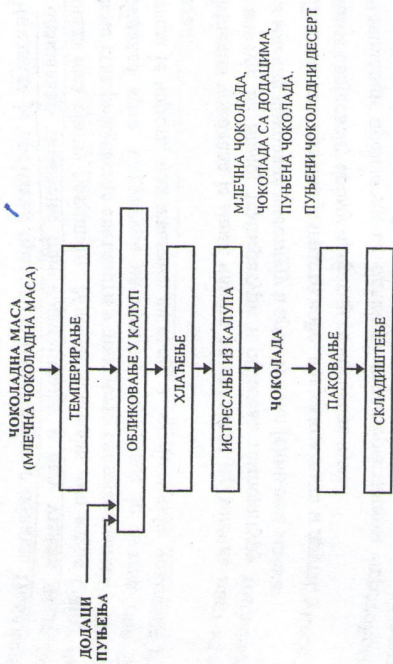 ЧОКОЛАДНА МАСА
(МЛЕЧНА ЧОКОЛАДНА МАСА)
ТЕМПЕРИРАЊЕ
ДОДАЦИ
ПУЊЕЊА
ОБЛИКОВАЊЕ У КАЛУП
ХЛАЂЕЊЕ
ИСТРЕСАЊЕ ИЗ КАЛУПА
ЧОКОЛАДА
МЛЕЧНА ЧОКОЛАДА,
ЧОКОЛАДА СА ДОДАЦИМА,
ПУЊЕНА ЧОКОЛАДА.
ПУЊЕНИ ЧОКОЛАДНИ ДЕСЕРТ
ПАКОВАЊЕ
СКЛАДИШТЕЊЕ